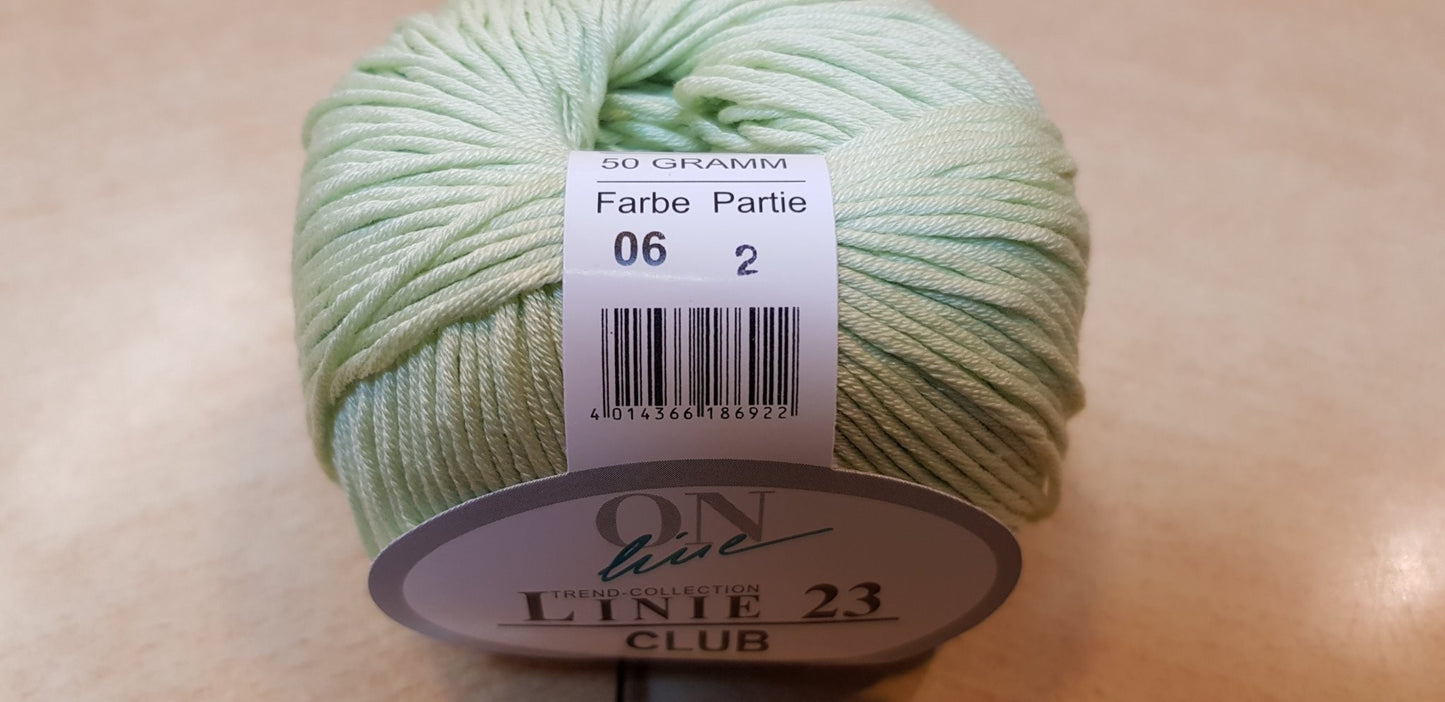 50 GRAMM
Farbe Partie
06 2
4 014366 186922
ON
line
TREND-COLLECTION
LINIE 23
CLUB